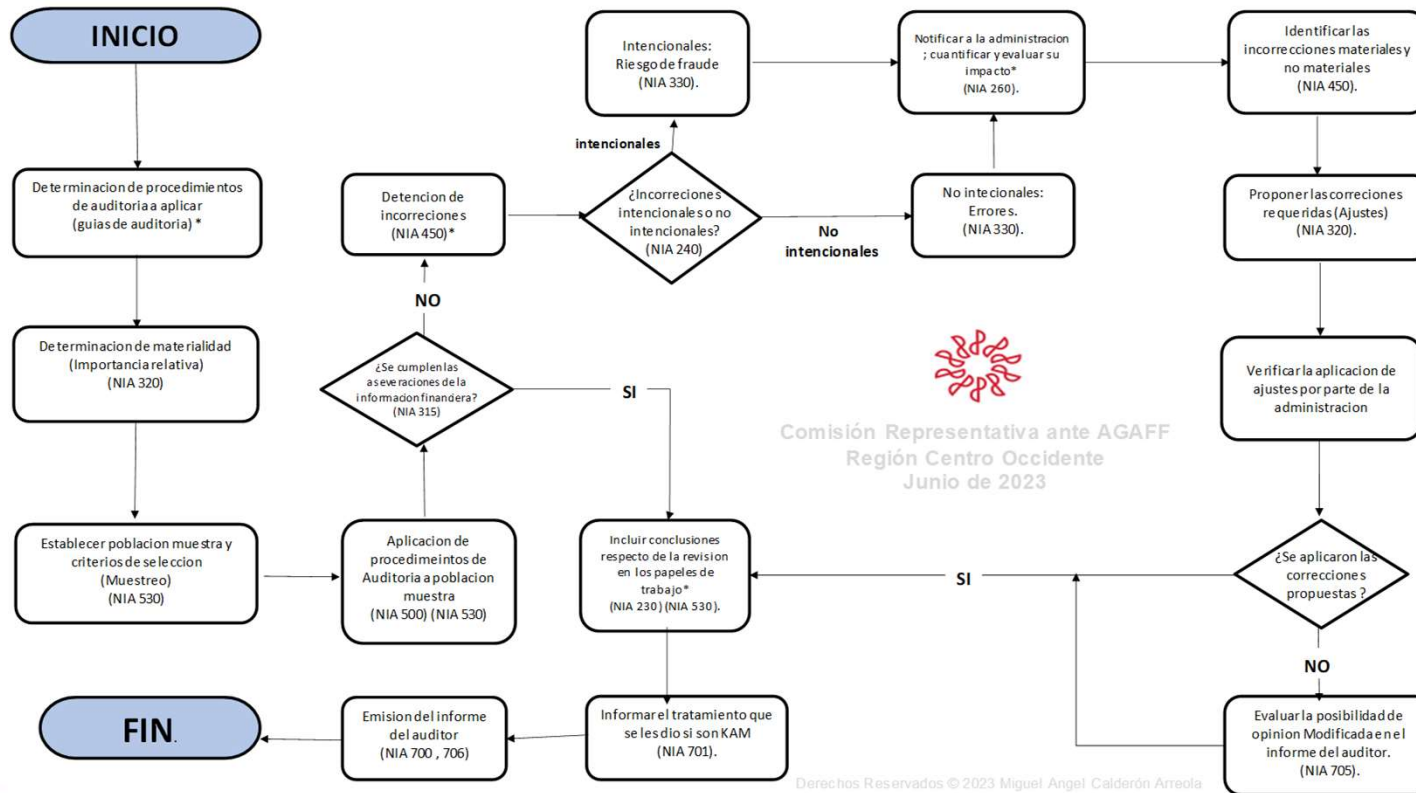 INICIO
Determinacion de procedimientos
de auditoria a aplicar
(guias de auditoria) *
Determinacion de materialidad
(Importancia relativa)
(NIA 320)
Establecer poblacion muestra y
criterios de seleccion
(Muestreo)
(NIA 530)
Aplicacion de
procedimeintos de
Auditoria a poblacion
muestra
(NIA 500) (NIA 530)
¿Se cumplen las
aseveraciones de la
informacion financiera?
(NIA 315)
NO
SI
Detencion de
incorreciones
(NIA 450)*
¿Incorreciones
intencionales o no
intencionales?
(NIA 240)
intencionales
No
intencionales
Intencionales:
Riesgo de fraude
(NIA 330).
No intecionales:
Errores.
(NIA 330).
Notificar a la administracion
; cuantificar y evaluar su
impacto*
(NIA 260).
Identificar las
incorrecciones materiales y
no materiales
(NIA 450).
Proponer las correciones
requeridas (Ajustes)
(NIA 320).
Verificar la aplicacion de
ajustes por parte de la
administracion
¿Se aplicaron las
correcciones
propuestas ?
SI
NO
Evaluar la posibilidad de
opinion Modificada en el
informe del auditor.
(NIA 705).
Incluir conclusiones
respecto de la revision
en los papeles de
trabajo*
(NIA 230) (NIA 530).
Informar el tratamiento que
se les dio si son KAM
(NIA 701).
Emision del informe
del auditor
(NIA 700 , 706)
FIN.
Comisión Representativa ante AGAFF
Región Centro Occidente
Junio de 2023
Derechos Reservados © 2023 Miguel Angel Calderón Arreola